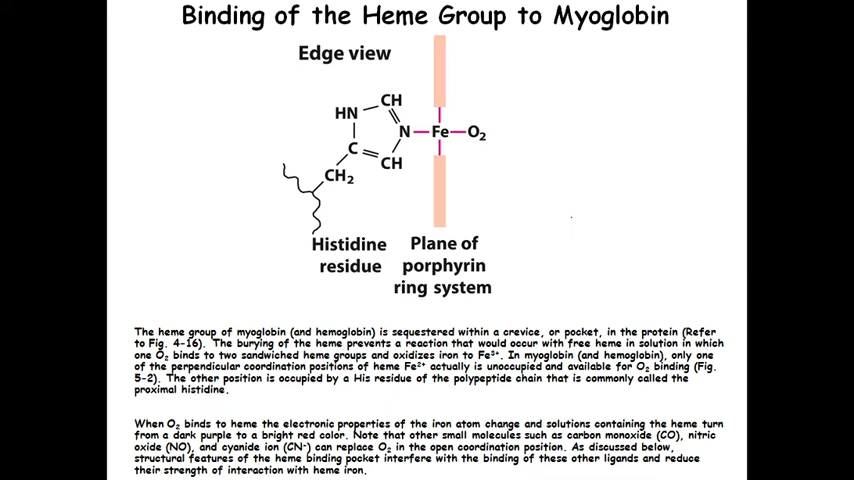 Binding of the Heme Group to Myoglobin
Edge view
CH
HN
N
Fe
O₂
C
CH
CH₂
Histidine
residue
Plane of
porphyrin
ring system
The heme group of myoglobin (and hemoglobin) is sequestered within a crevice, or pocket, in the protein (Refer
to Fig. 4-16). The burying of the heme prevents a reaction that would occur with free heme in solution in which
one O₂ binds to two sandwiched heme groups and oxidizes iron to Fe³⁺. In myoglobin (and hemoglobin), only one
of the perpendicular coordination positions of heme Fe²⁺ actually is unoccupied and available for O₂ binding (Fig.
5-2). The other position is occupied by a His residue of the polypeptide chain that is commonly called the
proximal histidine.
When O₂ binds to heme the electronic properties of the iron atom change and solutions containing the heme turn
from a dark purple to a bright red color. Note that other small molecules such as carbon monoxide (CO), nitric
oxide (NO), and cyanide ion (CN⁻) can replace O₂ in the open coordination position. As discussed below,
structural features of the heme binding pocket interfere with the binding of these other ligands and reduce
their strength of interaction with heme iron.